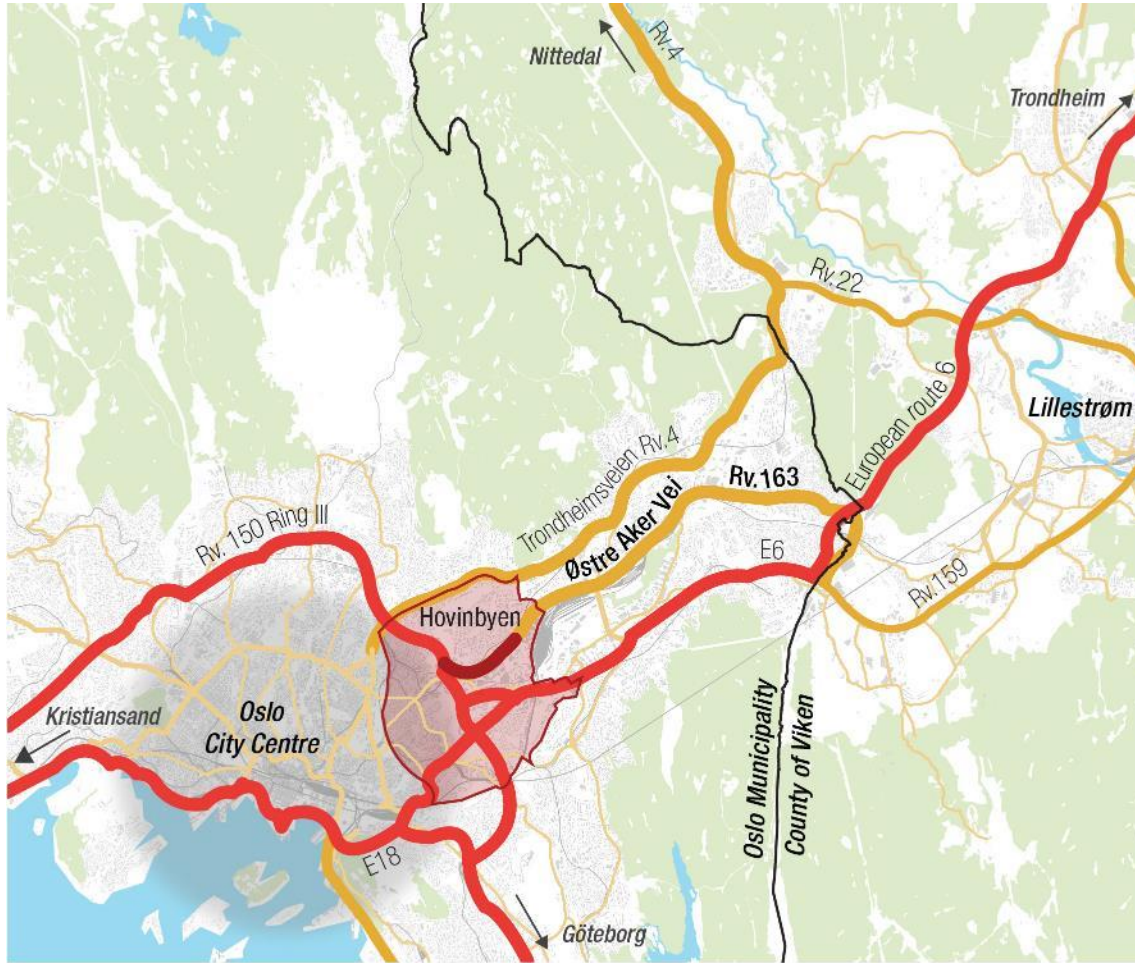 Rv.4
Nittedal
Trondheim
Rv.22
European route 6
Lillestrøm
Trondheimsveien Rv.4
Rv.163
Østre Aker Vei
Rv.150 Ring III
E6
Rv.159
Hovinbyen
Kristiansand
Oslo
City Centre
Oslo Municipality
County of Viken
E18
Göteborg